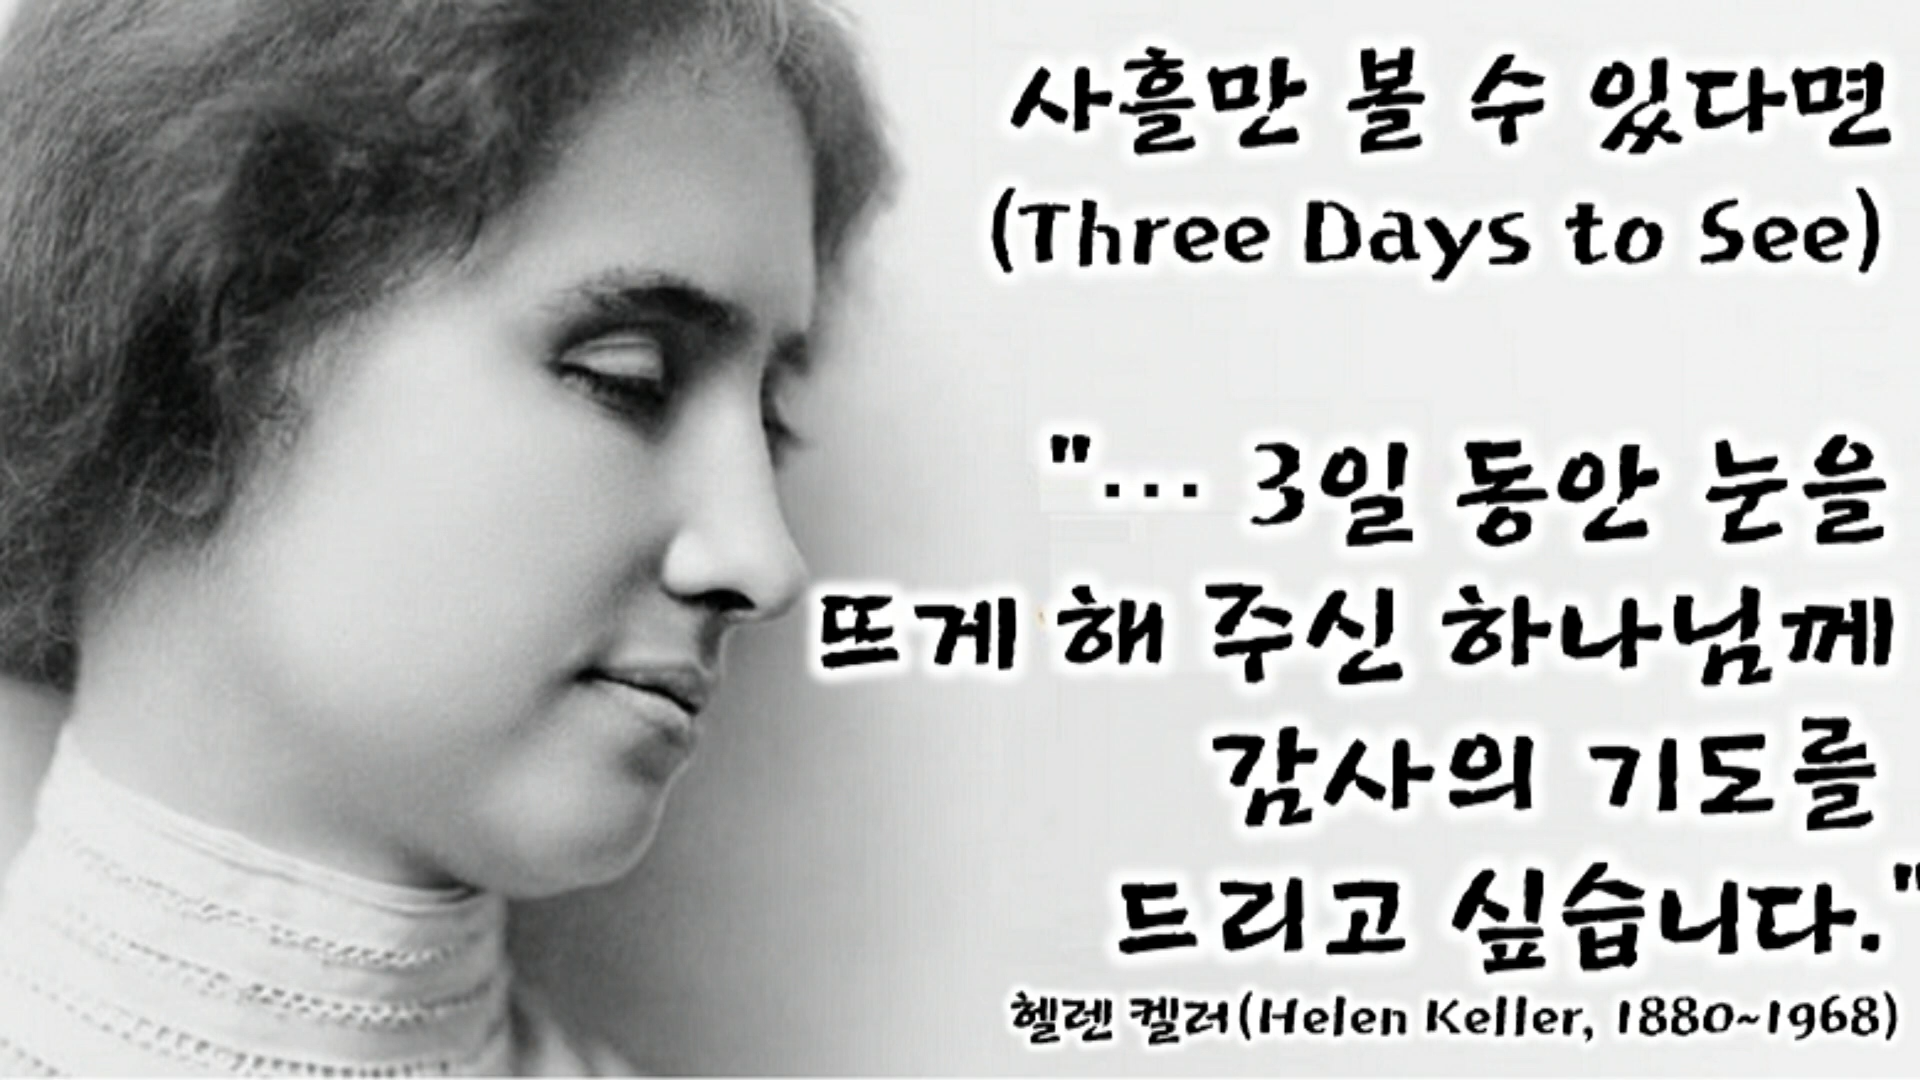 사흘만 볼 수 있다면
(Three Days to See)
"... 3일 동안 눈을
뜨게 해 주신 하나님께
감사의 기도를
드리고 싶습니다."
헬렌 켈러(Helen Keller, 1880~1968)